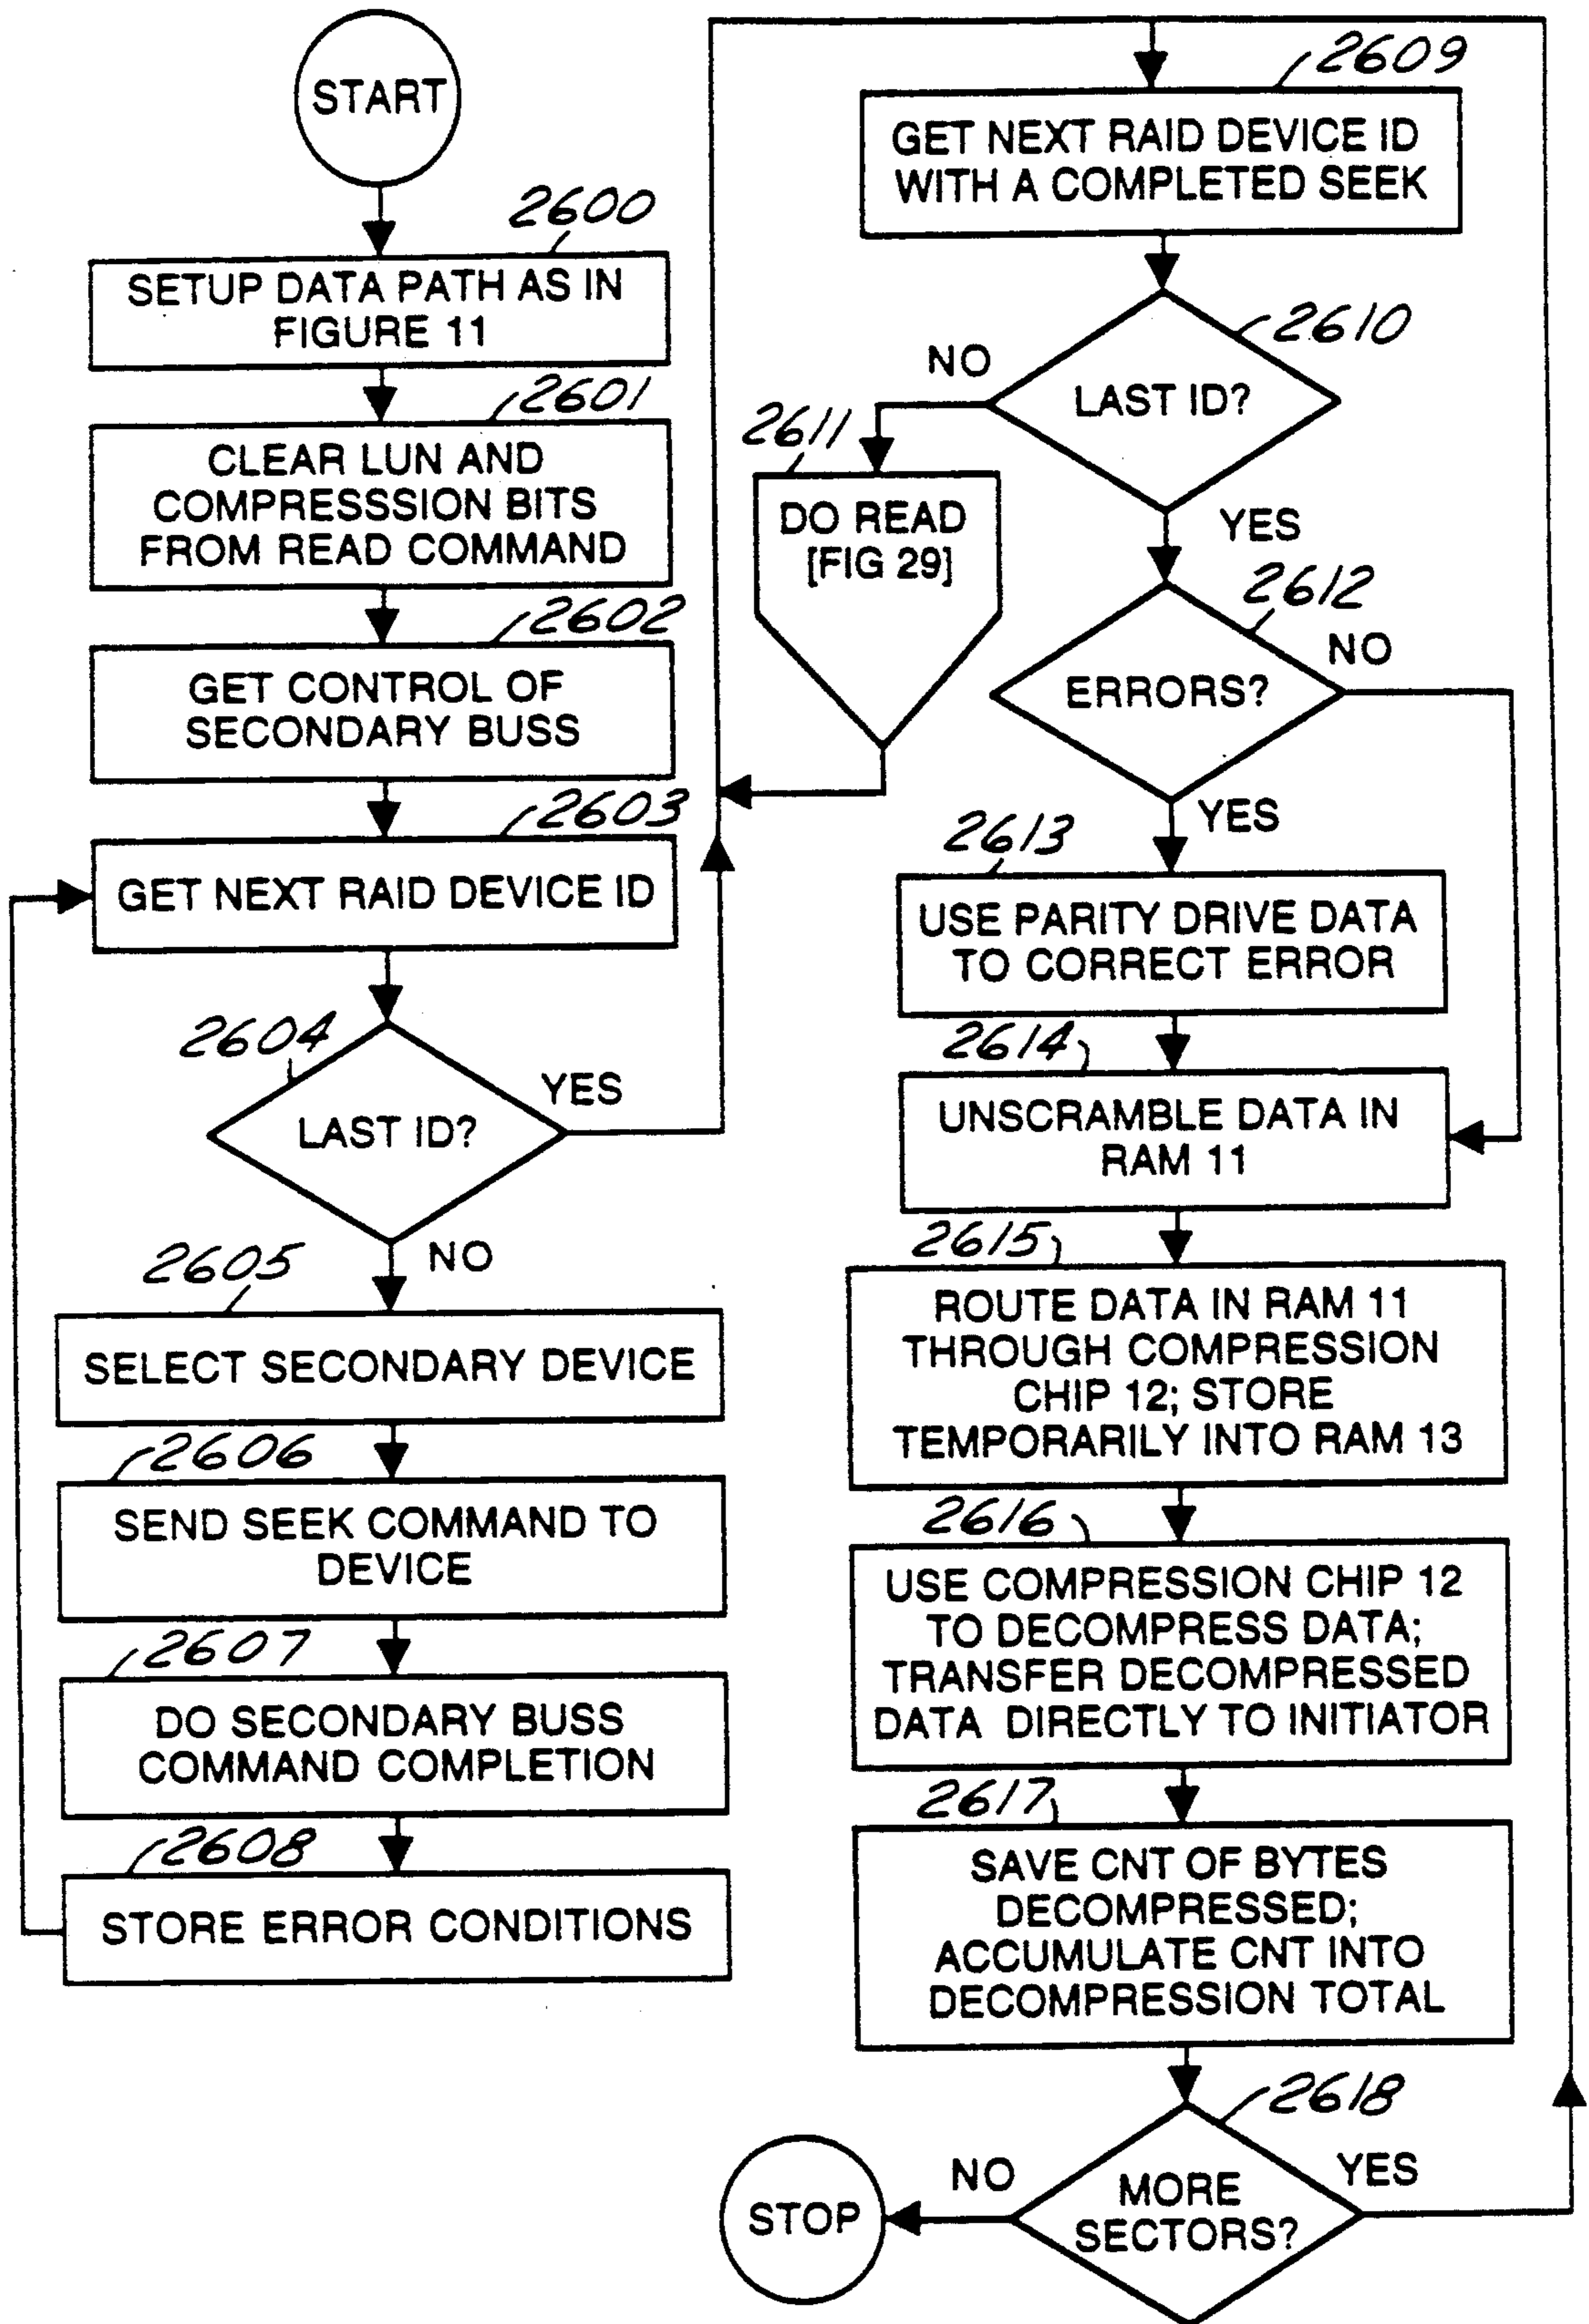 START
2600
SETUP DATA PATH AS IN
FIGURE 11
2601
CLEAR LUN AND
COMPRESSSION BITS
FROM READ COMMAND
2602
GET CONTROL OF
SECONDARY BUSS
2603
GET NEXT RAID DEVICE ID
2604
LAST ID?
YES
NO
2605
SELECT SECONDARY DEVICE
2606
SEND SEEK COMMAND TO
DEVICE
2607
DO SECONDARY BUSS
COMMAND COMPLETION
2608
STORE ERROR CONDITIONS
2609
GET NEXT RAID DEVICE ID
WITH A COMPLETED SEEK
2610
LAST ID?
NO
2611
DO READ
[FIG 29]
YES
2612
ERRORS?
NO
YES
2613
USE PARITY DRIVE DATA
TO CORRECT ERROR
2614
UNSCRAMBLE DATA IN
RAM 11
2615
ROUTE DATA IN RAM 11
THROUGH COMPRESSION
CHIP 12; STORE
TEMPORARILY INTO RAM 13
2616
USE COMPRESSION CHIP 12
TO DECOMPRESS DATA;
TRANSFER DECOMPRESSED
DATA DIRECTLY TO INITIATOR
2617
SAVE CNT OF BYTES
DECOMPRESSED;
ACCUMULATE CNT INTO
DECOMPRESSION TOTAL
2618
MORE
SECTORS?
YES
NO
STOP